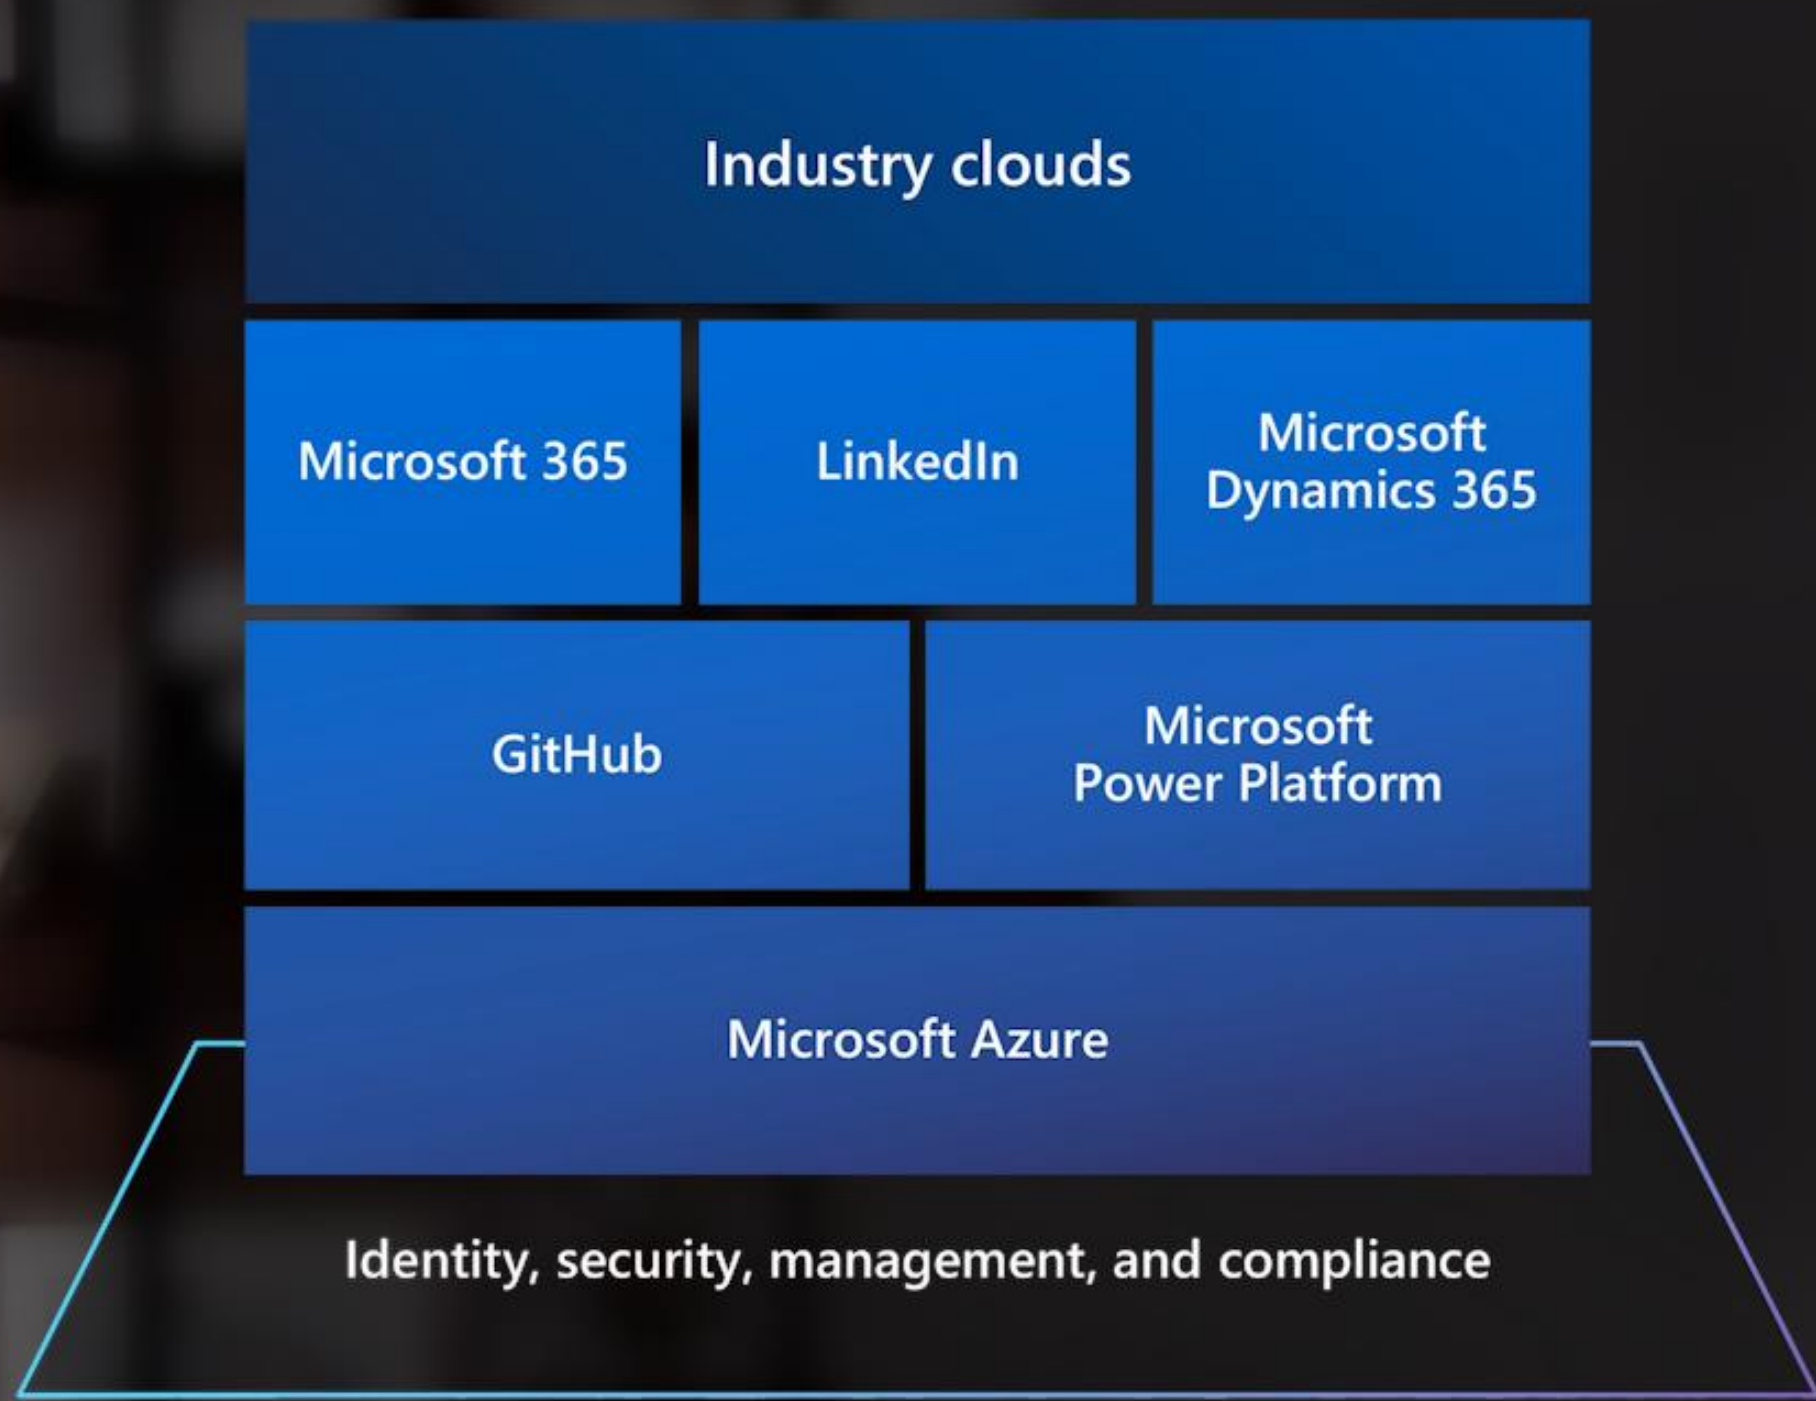 Industry clouds
Microsoft 365
LinkedIn
Microsoft
Dynamics 365
GitHub
Microsoft
Power Platform
Microsoft Azure
Identity, security, management, and compliance